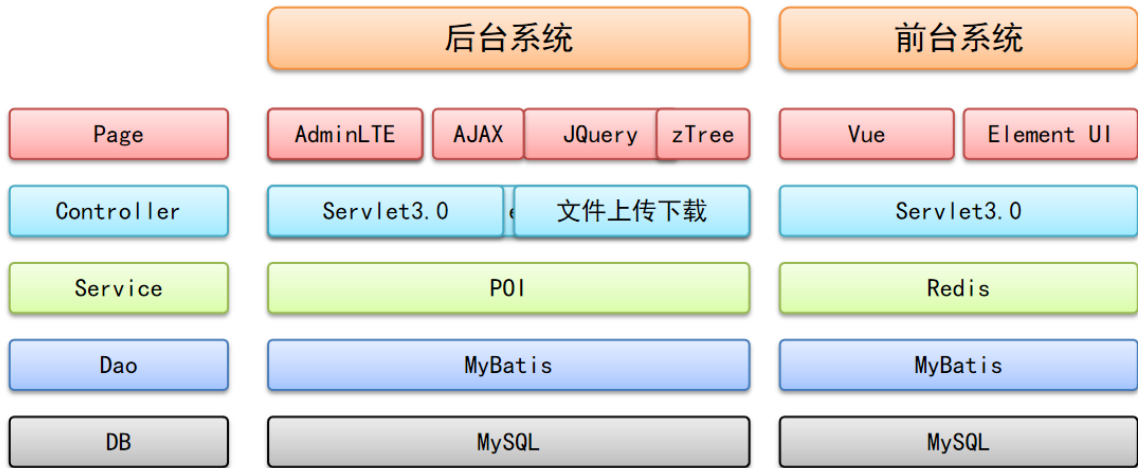 后台系统 前台系统
Page AdminLTE AJAX JQuery zTree Vue Element UI
Controller Servlet3.0 文件上传下载 Servlet3.0
Service POI Redis
Dao MyBatis MyBatis
DB MySQL MySQL